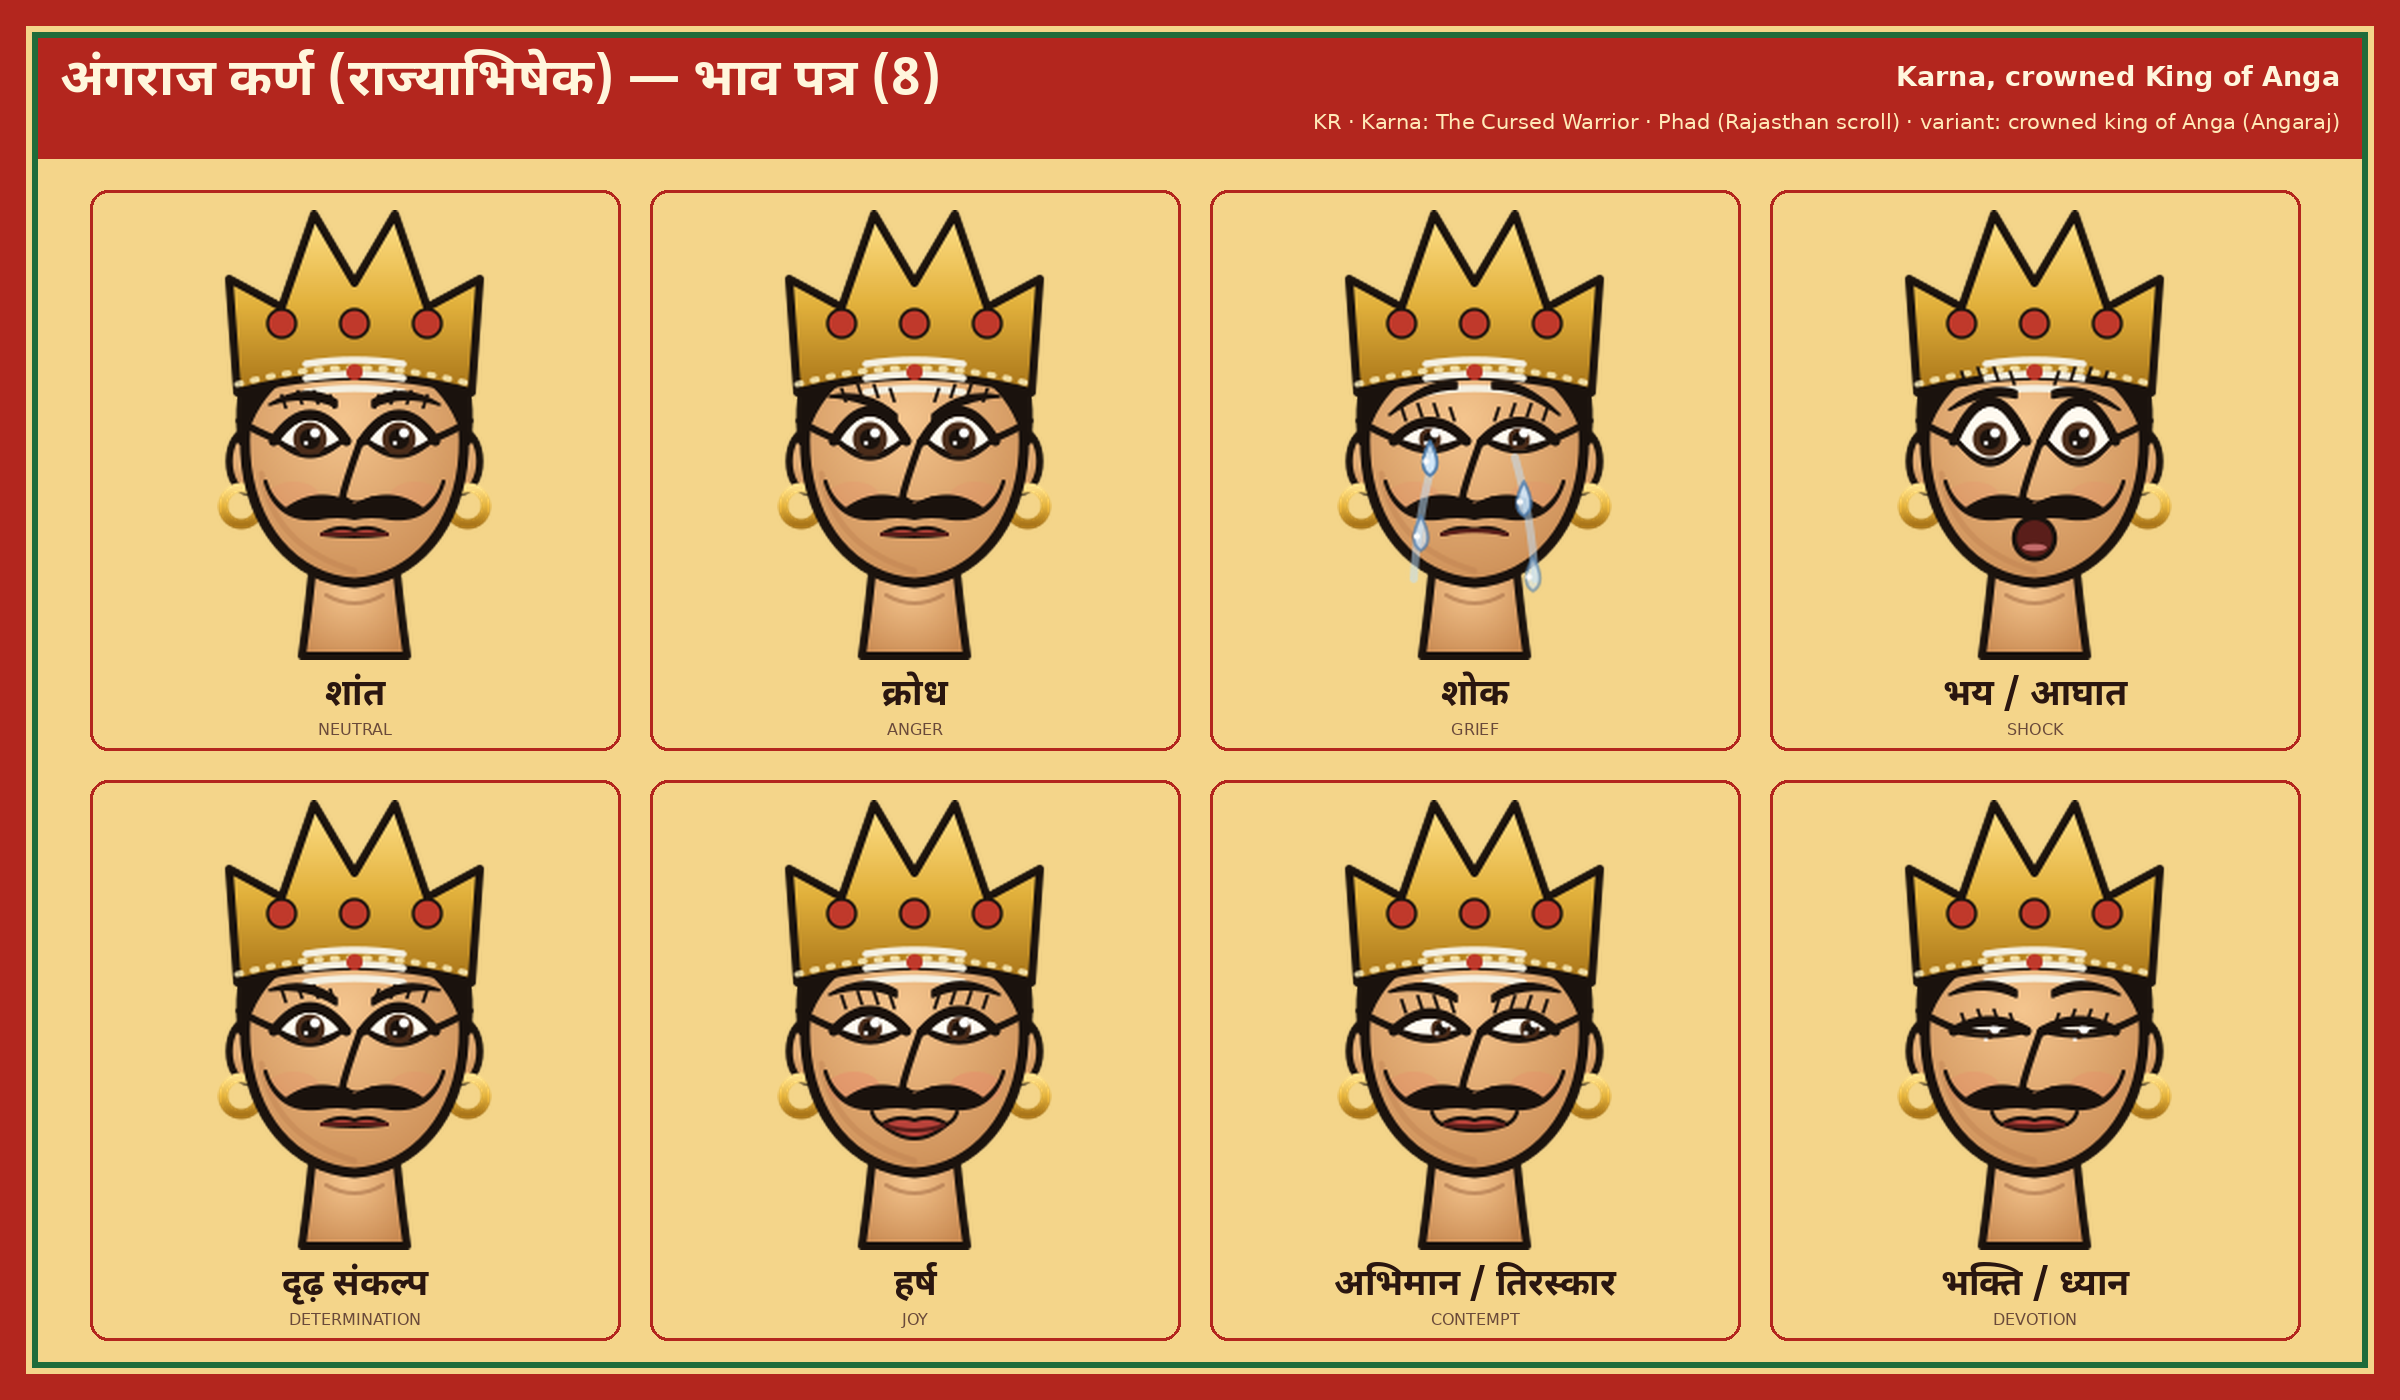 अंगराज कर्ण (राज्याभिषेक) — भाव पत्र (8)
Karna, crowned King of Anga
KR · Karna: The Cursed Warrior · Phad (Rajasthan scroll) · variant: crowned king of Anga (Angaraj)
शांत
NEUTRAL
क्रोध
ANGER
शोक
GRIEF
भय / आघात
SHOCK
दृढ़ संकल्प
DETERMINATION
हर्ष
JOY
अभिमान / तिरस्कार
CONTEMPT
भक्ति / ध्यान
DEVOTION